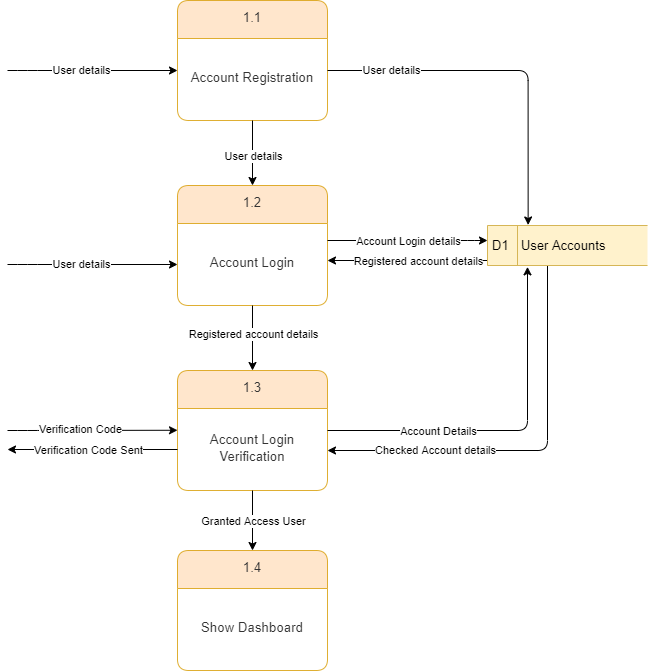 1.1
User details
Account Registration
User details
User details
1.2
Account Login details
D1
User Accounts
User details
Account Login
Registered account details
Registered account details
1.3
Verification Code
Account Login
Verification
Account Details
Verification Code Sent
Checked Account details
Granted Access User
1.4
Show Dashboard